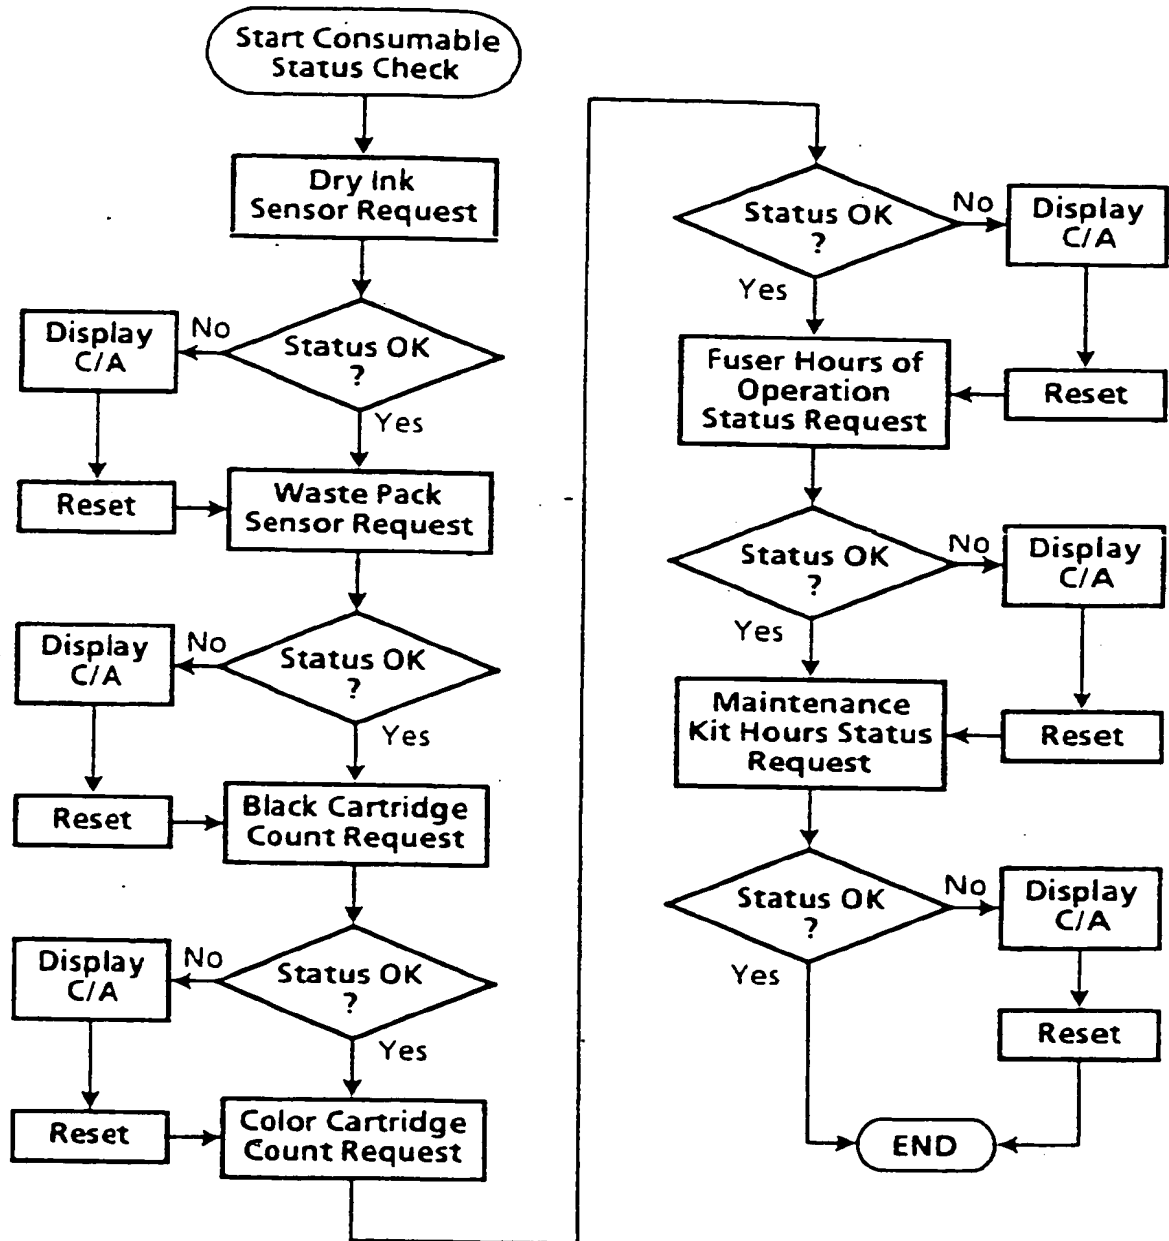 Start Consumable
Status Check
Dry Ink
Sensor Request
Status OK
?
No
Display
C/A
Reset
Yes
Waste Pack
Sensor Request
Status OK
?
No
Display
C/A
Reset
Yes
Black Cartridge
Count Request
Status OK
?
No
Display
C/A
Reset
Yes
Color Cartridge
Count Request
Status OK
?
No
Display
C/A
Reset
Yes
Fuser Hours of
Operation
Status Request
Status OK
?
No
Display
C/A
Reset
Yes
Maintenance
Kit Hours Status
Request
Status OK
?
No
Display
C/A
Reset
Yes
END